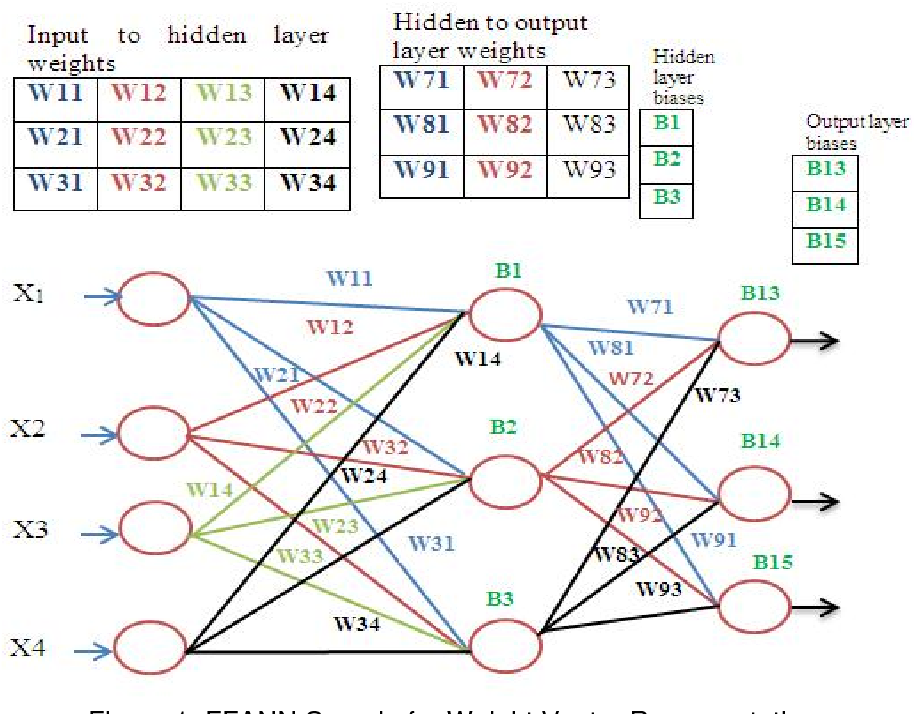 Input to hidden layer
weights
W11 W12 W13 W14
W21 W22 W23 W24
W31 W32 W33 W34
Hidden to output
layer weights
W71 W72 W73
W81 W82 W83
W91 W92 W93
Hidden
layer
biases
B1
B2
B3
Output layer
biases
B13
B14
B15
X1
X2
X3
X4
W11
W12
W21
W22
W14
W32
W24
W14
W23
W33
W31
W34
B1
B2
B3
W71
W81
W72
W73
W82
W92
W83
W91
W93
B13
B14
B15